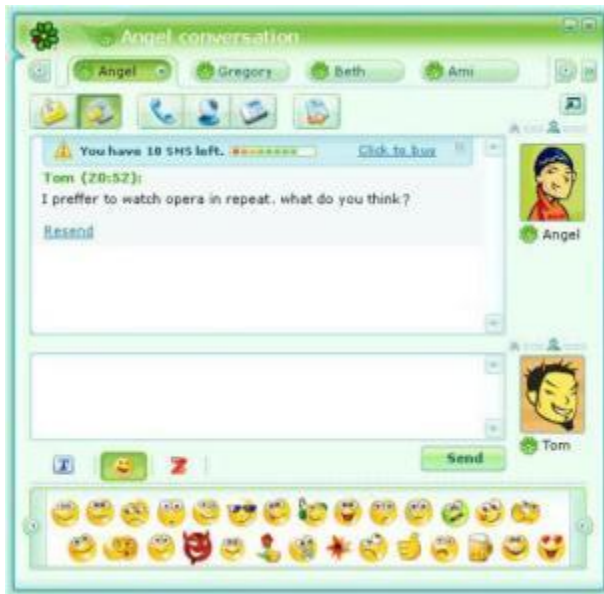 Angel conversation
Angel Gregory Beth Ami
You have 10 SMS left. Click to buy
Tom (20:52):
I preffer to watch opera in repeat. what do you think?
Resend
Angel
Tom
T Z
Send